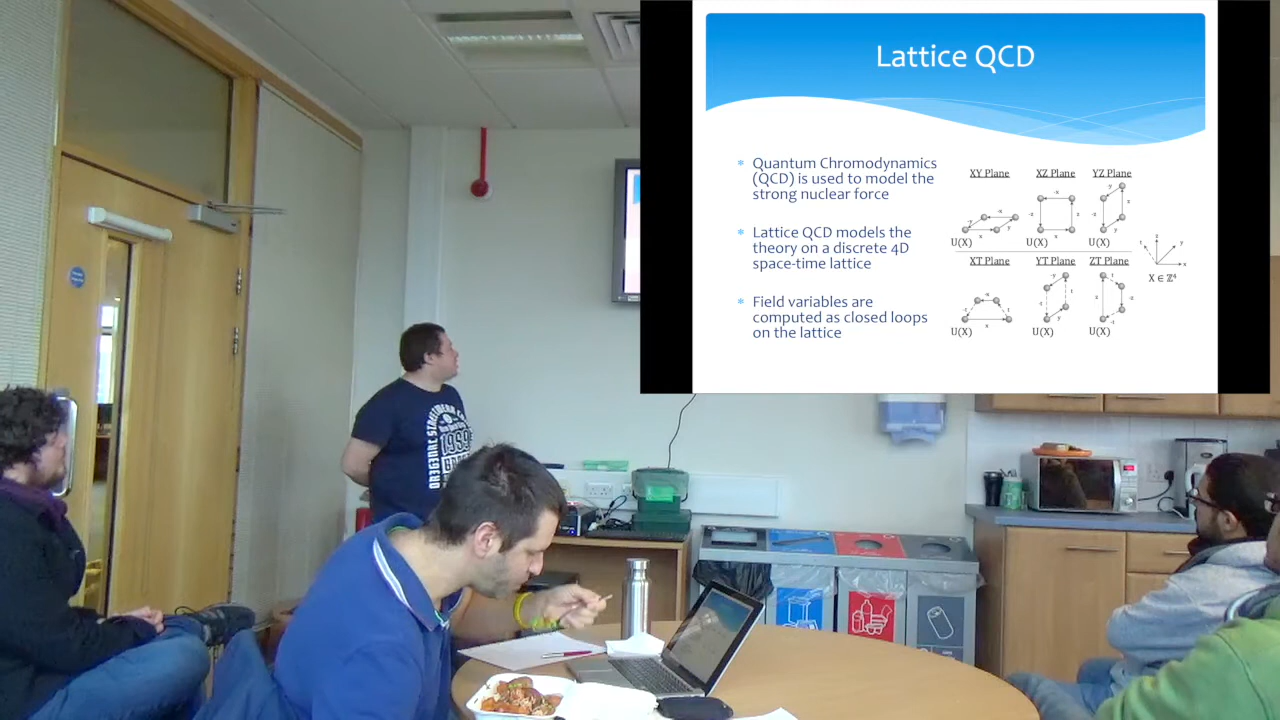 Lattice QCD
* Quantum Chromodynamics
(QCD) is used to model the
strong nuclear force
* Lattice QCD models the
theory on a discrete 4D
space-time lattice
* Field variables are
computed as closed loops
on the lattice
XY Plane XZ Plane YZ Plane
U(X) U(X) U(X)
XT Plane YT Plane ZT Plane
U(X) U(X) U(X)
X ∈ ℤ⁴
1989